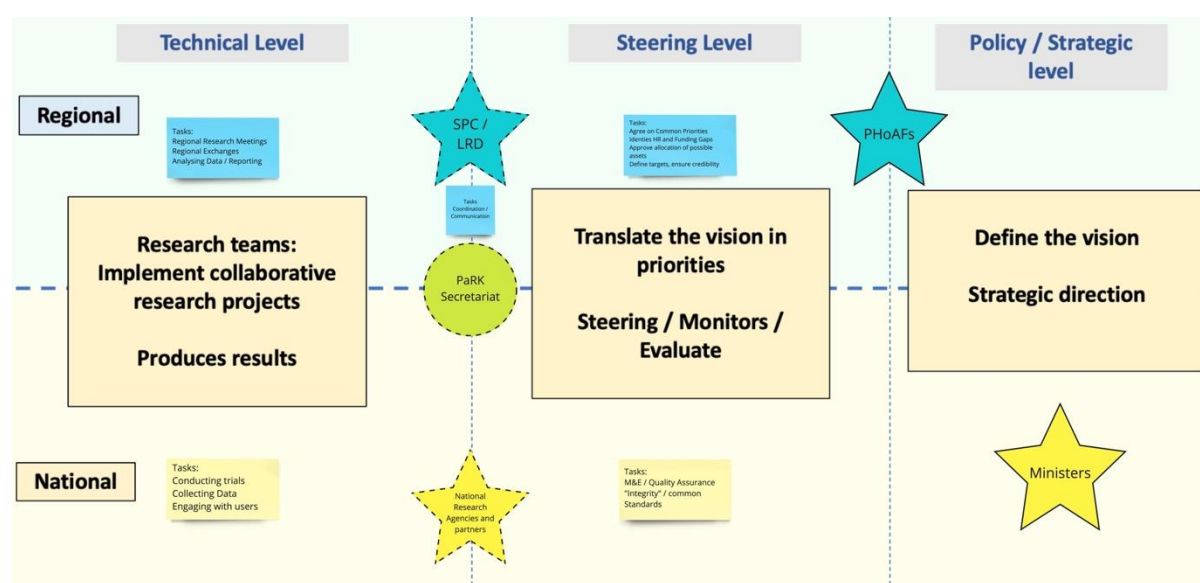 Technical Level
Steering Level
Policy / Strategic
level
Regional
Tasks:
Regional Research Meetings
Regional Exchanges
Analysing Data / Reporting
SPC /
LRD
Tasks:
Agree on Common Priorities
Identies HR and Funding Gaps
Approve allocation of possible
assets
Define targets, ensure credibility
PHoAFs
Tasks
Coordination /
Communication
Research teams:
Implement collaborative
research projects
Produces results
PaRK
Secretariat
Translate the vision in
priorities
Steering / Monitors /
Evaluate
Define the vision
Strategic direction
National
Tasks:
Conducting trials
Collecting Data
Engaging with users
National
Research
Agencies and
partners
Tasks:
M&E / Quality Assurance
"Integrity" / common
Standards
Ministers